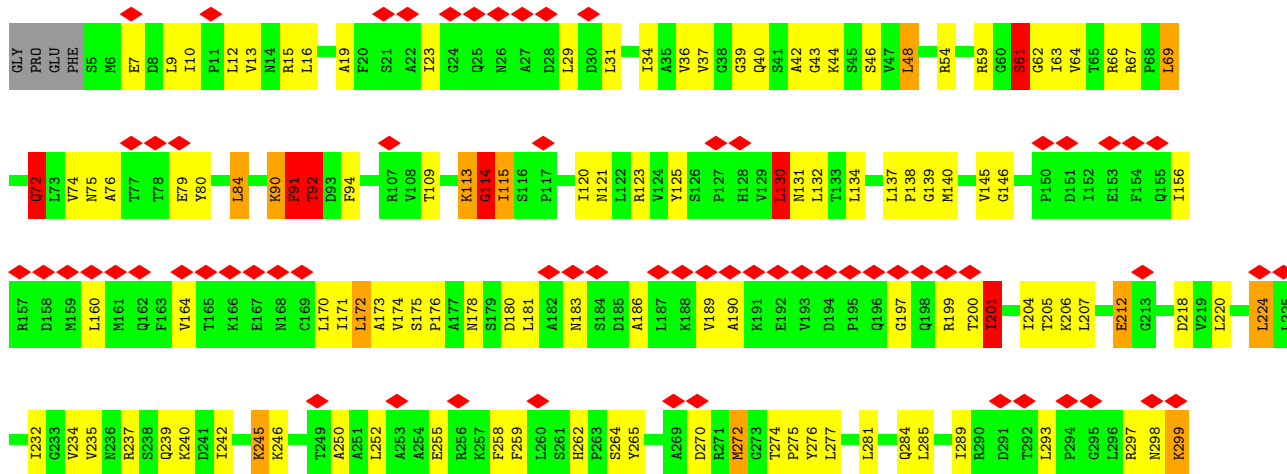 GLY PRO GLU PHE S5 M6 E7 D8 L9 I10 P11 L12 V13 N14 R15 L16 A19 F20 S21 A22 I23 G24 Q25 N26 A27 D28 L29 D30 L31 I34 A35 V36 V37 G38 G39 Q40 S41 A42 G43 K44 S45 S46 V47 L48 R54 R59 G60 S61 G62 I63 V64 T65 R66 R67 P68 L69
Q72 L73 V74 N75 A76 T77 T78 E79 Y80 L84 K90 F91 T92 D93 F94 R107 V108 T109 K113 G114 I115 S116 P117 I120 N121 L122 R123 V124 Y125 S126 P127 H128 V129 L130 N131 L132 T133 L134 L137 P138 G139 M140 V145 G146 P150 D151 I152 E153 F154 Q155 I156
R157 D158 M159 L160 M161 Q162 F163 V164 T165 K166 E167 N168 C169 L170 I171 L172 A173 V174 S175 P176 A177 N178 S179 D180 L181 A182 N183 S184 D185 A186 L187 K188 V189 A190 K191 E192 V193 D194 P195 Q196 G197 Q198 R199 T200 I201 I204 T205 K206 L207 E212 G213 D218 V219 L220 L224 L225
I232 G233 V234 V235 N236 R237 S238 Q239 K240 D241 I242 K245 K246 T249 A250 A251 L252 A253 A254 E255 R256 K257 F258 F259 L260 S261 H262 P263 S264 Y265 A269 D270 R271 M272 G273 T274 P275 Y276 L277 L281 Q284 L285 I289 R290 D291 T292 L293 P294 G295 L296 R297 N298 K299